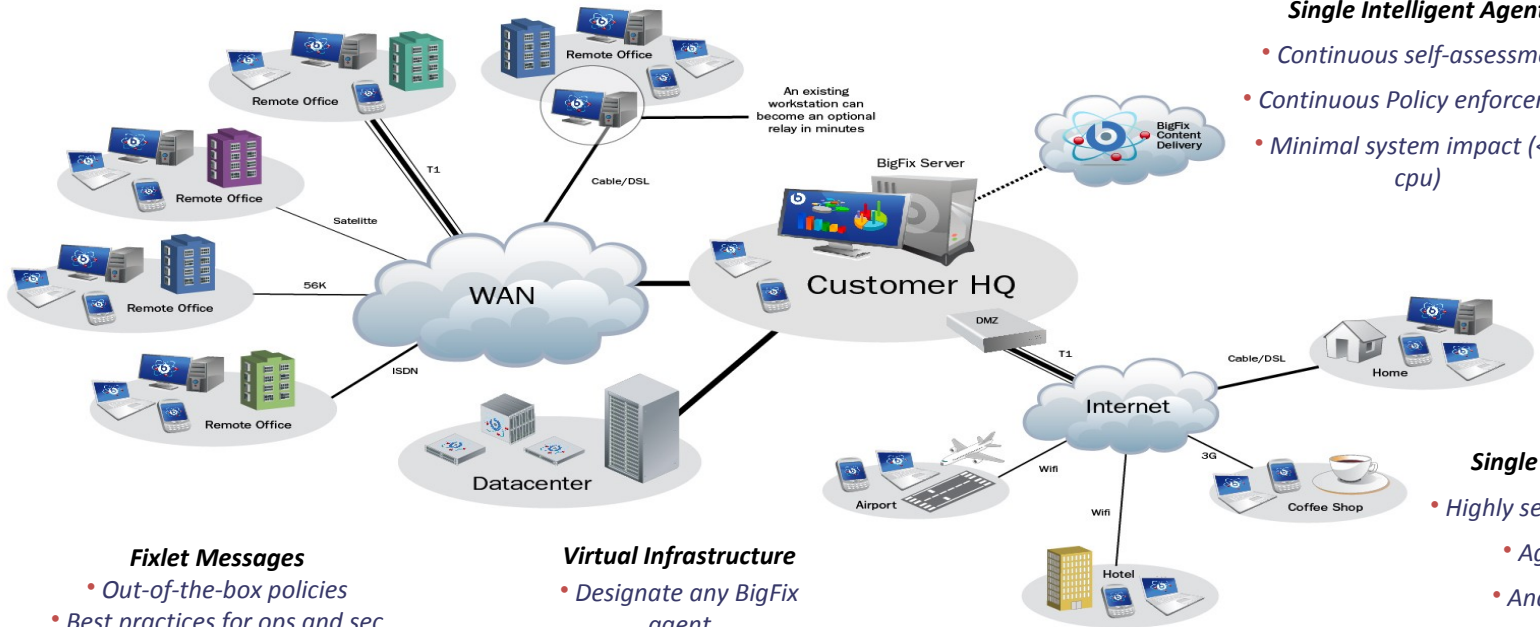 Single Intelligent Agent
• Continuous self-assessme
• Continuous Policy enforcer
• Minimal system impact (<
cpu)
Remote Office
Remote Office
An existing
workstation can
become an optional
relay in minutes
BigFix
Content
Delivery
BigFix Server
T1
Cable/DSL
Remote Office
Satelitte
Customer HQ
WAN
56K
Remote Office
DMZ
T1
Cable/DSL
Home
ISDN
Remote Office
Internet
3G
Datacenter
Wifi
Airport
Coffee Shop
Wifi
Hotel
Single
• Highly se
• Ag
• Ana
Fixlet Messages
• Out-of-the-box policies
• Best practices for ops and sec
Virtual Infrastructure
• Designate any BigFix
agent